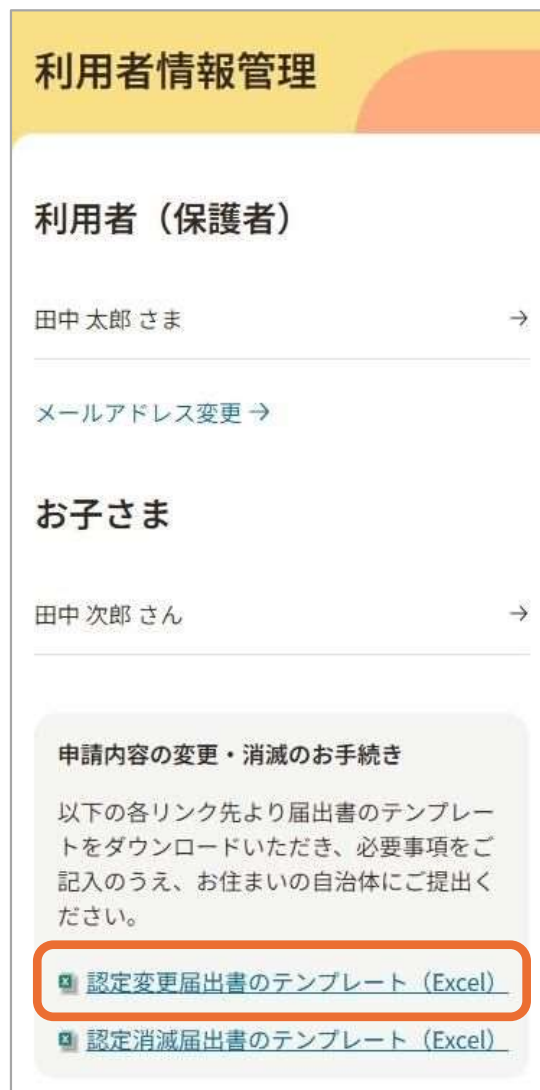 利用者情報管理
利用者（保護者）
田中 太郎 さま →
メールアドレス変更 →
お子さま
田中 次郎 さん →
申請内容の変更・消滅のお手続き
以下の各リンク先より届出書のテンプレー
トをダウンロードいただき、必要事項をご
記入のうえ、お住まいの自治体にご提出く
ださい。
認定変更届出書のテンプレート（Excel）
認定消滅届出書のテンプレート（Excel）